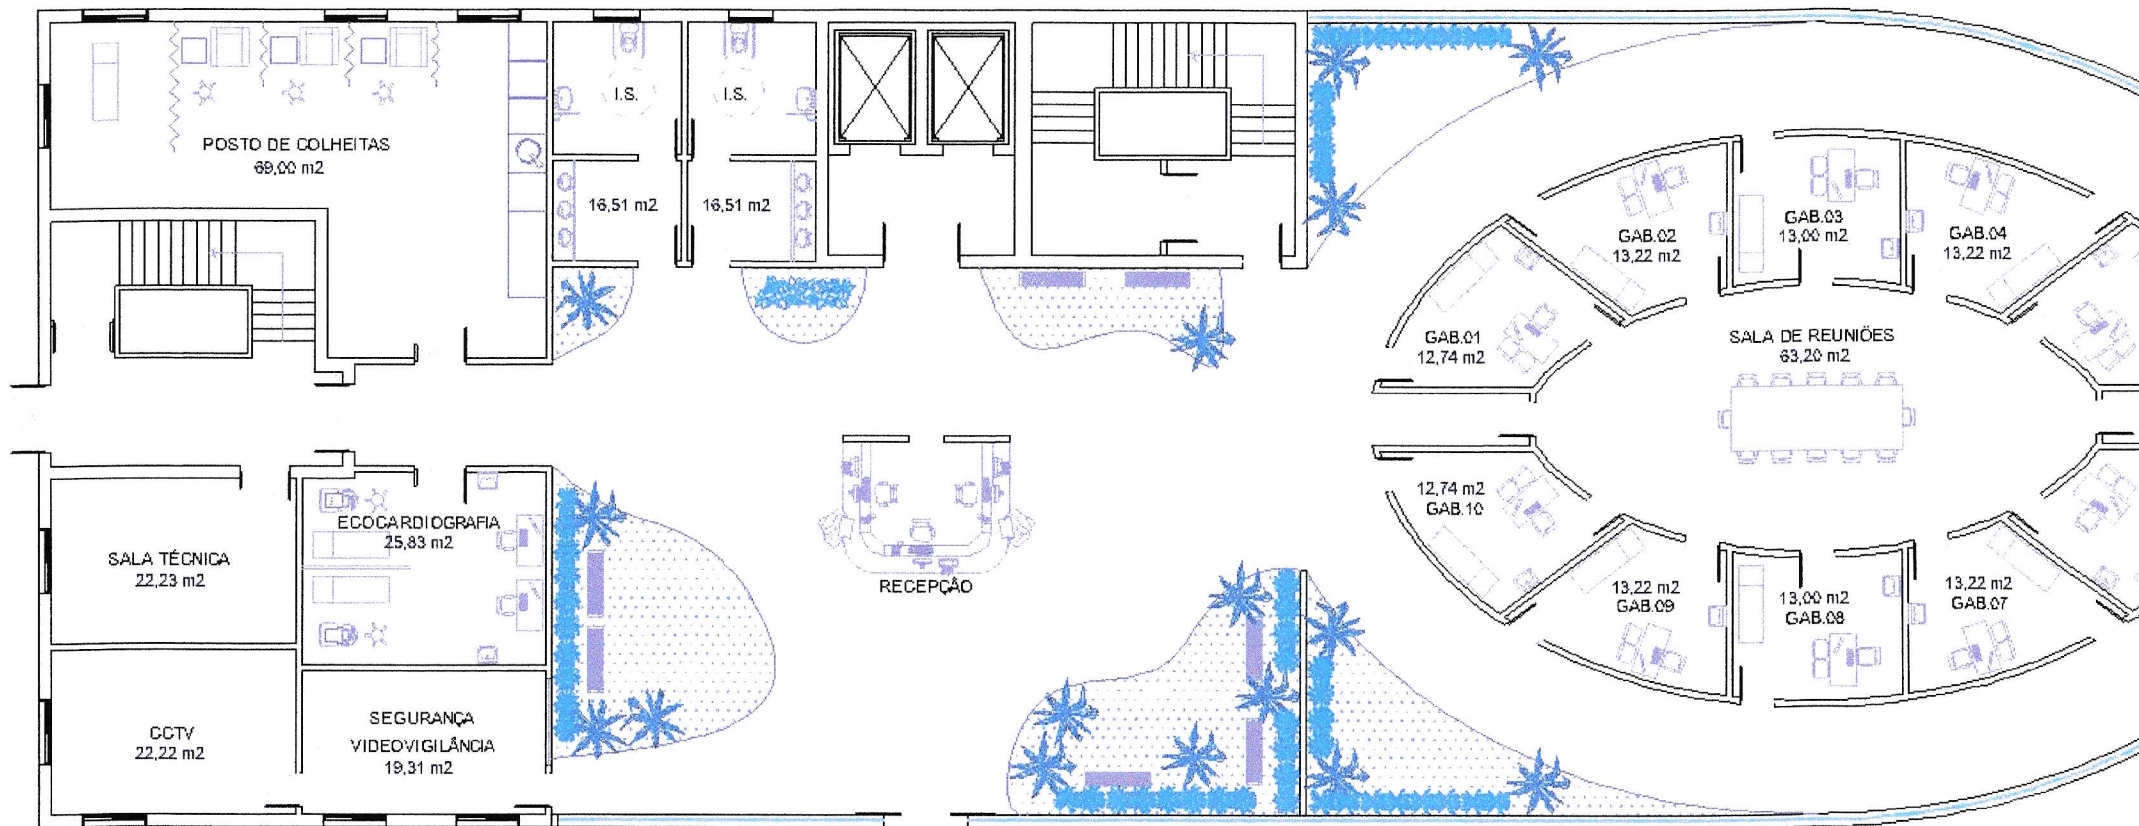 I.S.
I.S.
POSTO DE COLHEITAS
69,00 m2
16,51 m2
16,51 m2
GAB.02
13,22 m2
GAB.03
13,00 m2
GAB.04
13,22 m2
GAB.01
12,74 m2
SALA DE REUNIÕES
63,20 m2
12,74 m2
GAB.10
ECOCARDIOGRAFIA
25,83 m2
SALA TÉCNICA
22,23 m2
RECEPÇÃO
13,22 m2
GAB.09
13,00 m2
GAB.08
13,22 m2
GAB.07
CCTV
22,22 m2
SEGURANÇA
VIDEOVIGILÂNCIA
19,31 m2